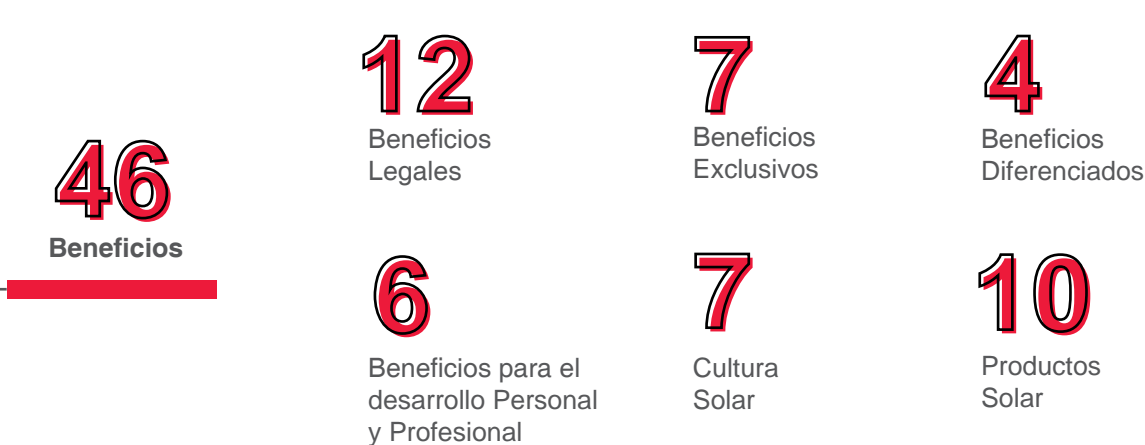 46
Beneficios
12
Beneficios
Legales
7
Beneficios
Exclusivos
4
Beneficios
Diferenciados
6
Beneficios para el
desarrollo Personal
y Profesional
7
Cultura
Solar
10
Productos
Solar